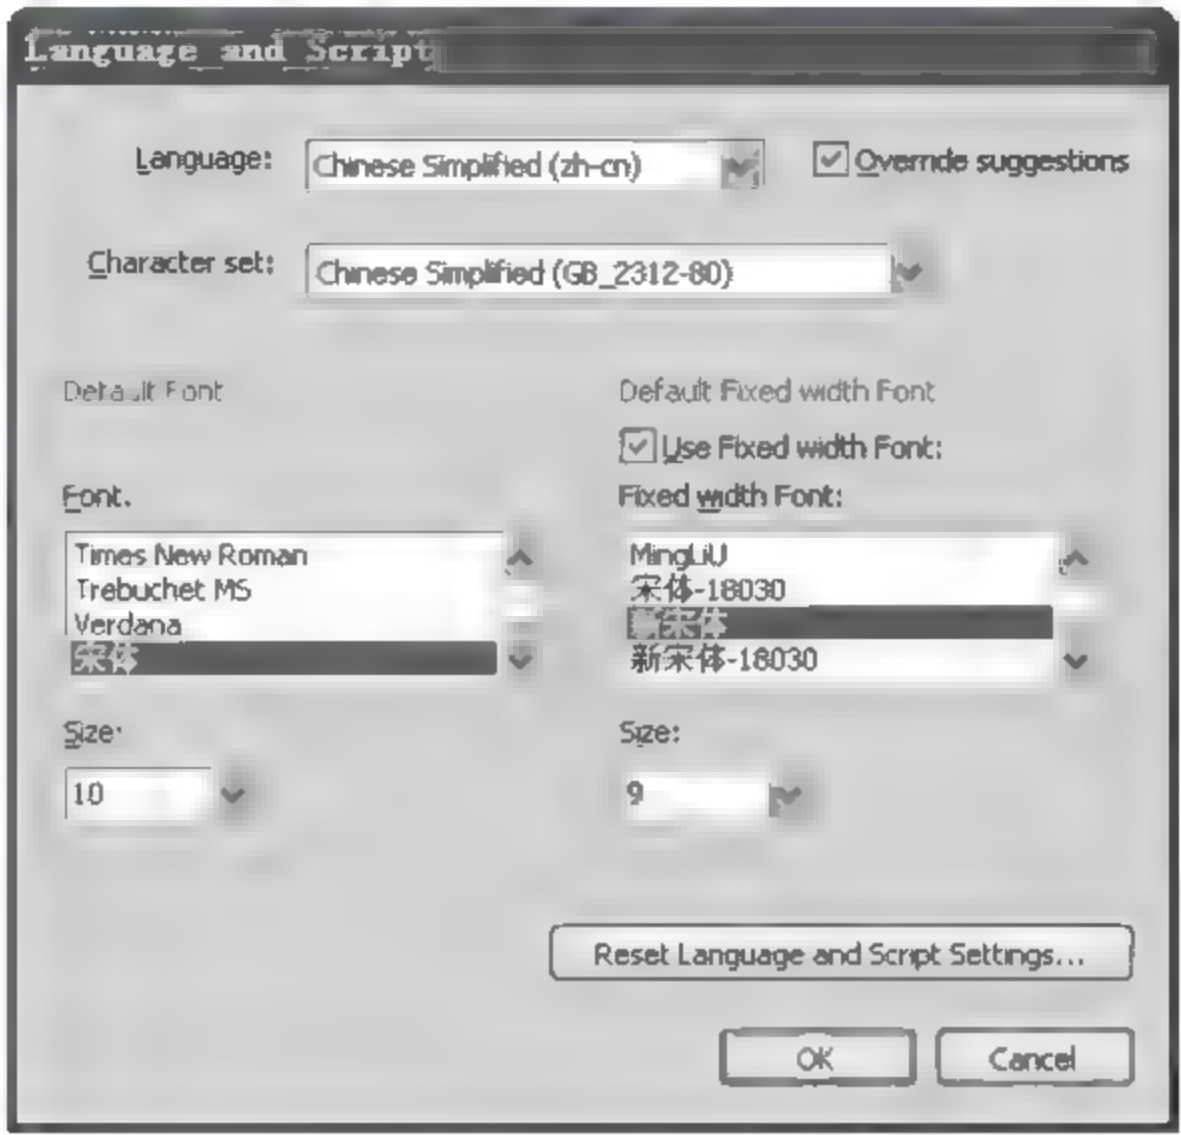 Language and Script
Language: Chinese Simplified (zh-cn) Override suggestions
Character set: Chinese Simplified (GB_2312-80)
Default Font Default Fixed width Font
Use Fixed width Font:
Font: Fixed width Font:
Times New Roman MingLiU
Trebuchet MS 宋体-18030
Verdana 新宋体
宋体 新宋体-18030
Size: Size:
10 9
Reset Language and Script Settings...
OK Cancel